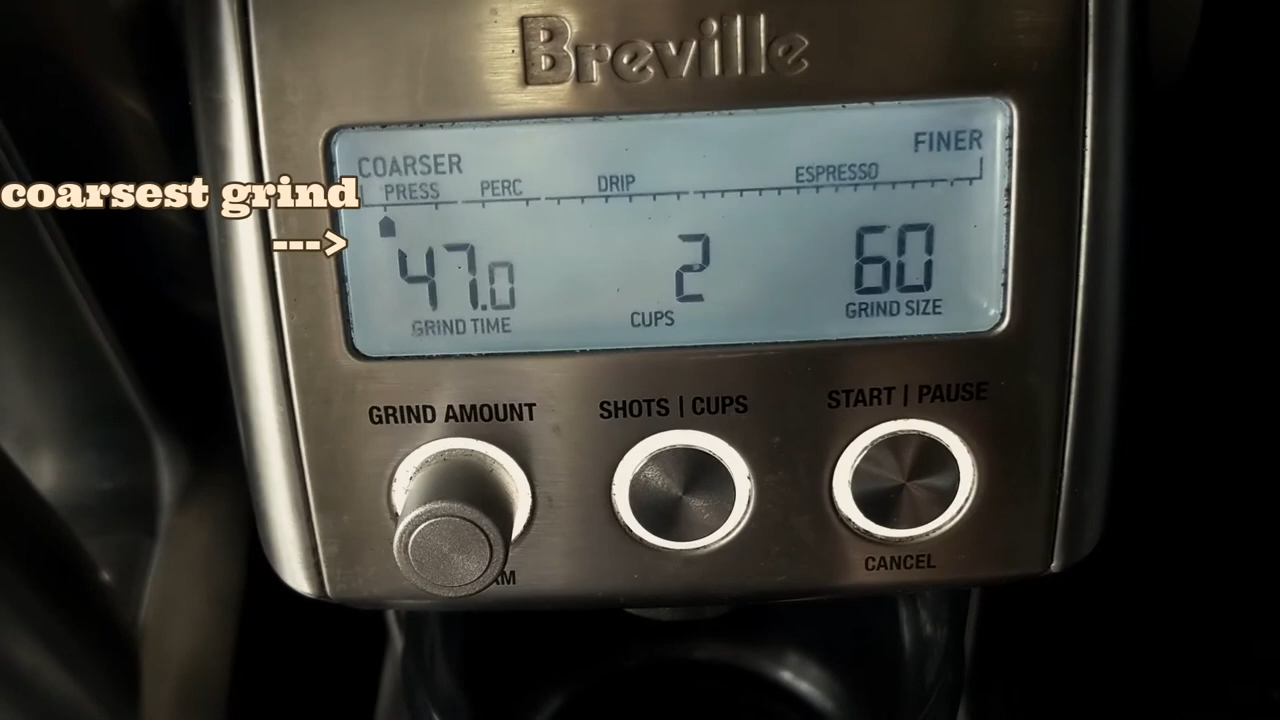 Breville
COARSER FINER
PRESS PERC DRIP ESPRESSO
coarsest grind
--->
47.0 2 60
GRIND TIME CUPS GRIND SIZE
GRIND AMOUNT SHOTS | CUPS START | PAUSE
CANCEL